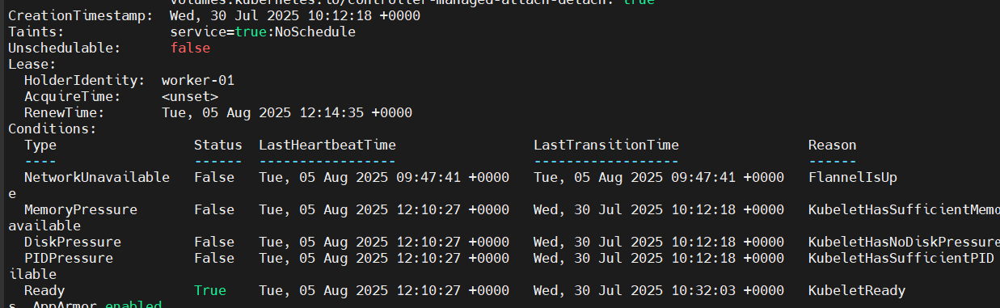 volumes.kubernetes.io/controller-managed-attach-detach: true
CreationTimestamp:  Wed, 30 Jul 2025 10:12:18 +0000
Taints:             service=true:NoSchedule
Unschedulable:      false
Lease:
  HolderIdentity:  worker-01
  AcquireTime:     <unset>
  RenewTime:       Tue, 05 Aug 2025 12:14:35 +0000
Conditions:
  Type                 Status  LastHeartbeatTime                 LastTransitionTime                Reason
  ----                 ------  -----------------                 ------------------                ------
  NetworkUnavailable   False   Tue, 05 Aug 2025 09:47:41 +0000   Tue, 05 Aug 2025 09:47:41 +0000   FlannelIsUp
e
  MemoryPressure       False   Tue, 05 Aug 2025 12:10:27 +0000   Wed, 30 Jul 2025 10:12:18 +0000   KubeletHasSufficientMemo
available
  DiskPressure         False   Tue, 05 Aug 2025 12:10:27 +0000   Wed, 30 Jul 2025 10:12:18 +0000   KubeletHasNoDiskPressure
  PIDPressure          False   Tue, 05 Aug 2025 12:10:27 +0000   Wed, 30 Jul 2025 10:12:18 +0000   KubeletHasSufficientPID
ilable
  Ready                True    Tue, 05 Aug 2025 12:10:27 +0000   Wed, 30 Jul 2025 10:32:03 +0000   KubeletReady
s. AppArmor enabled